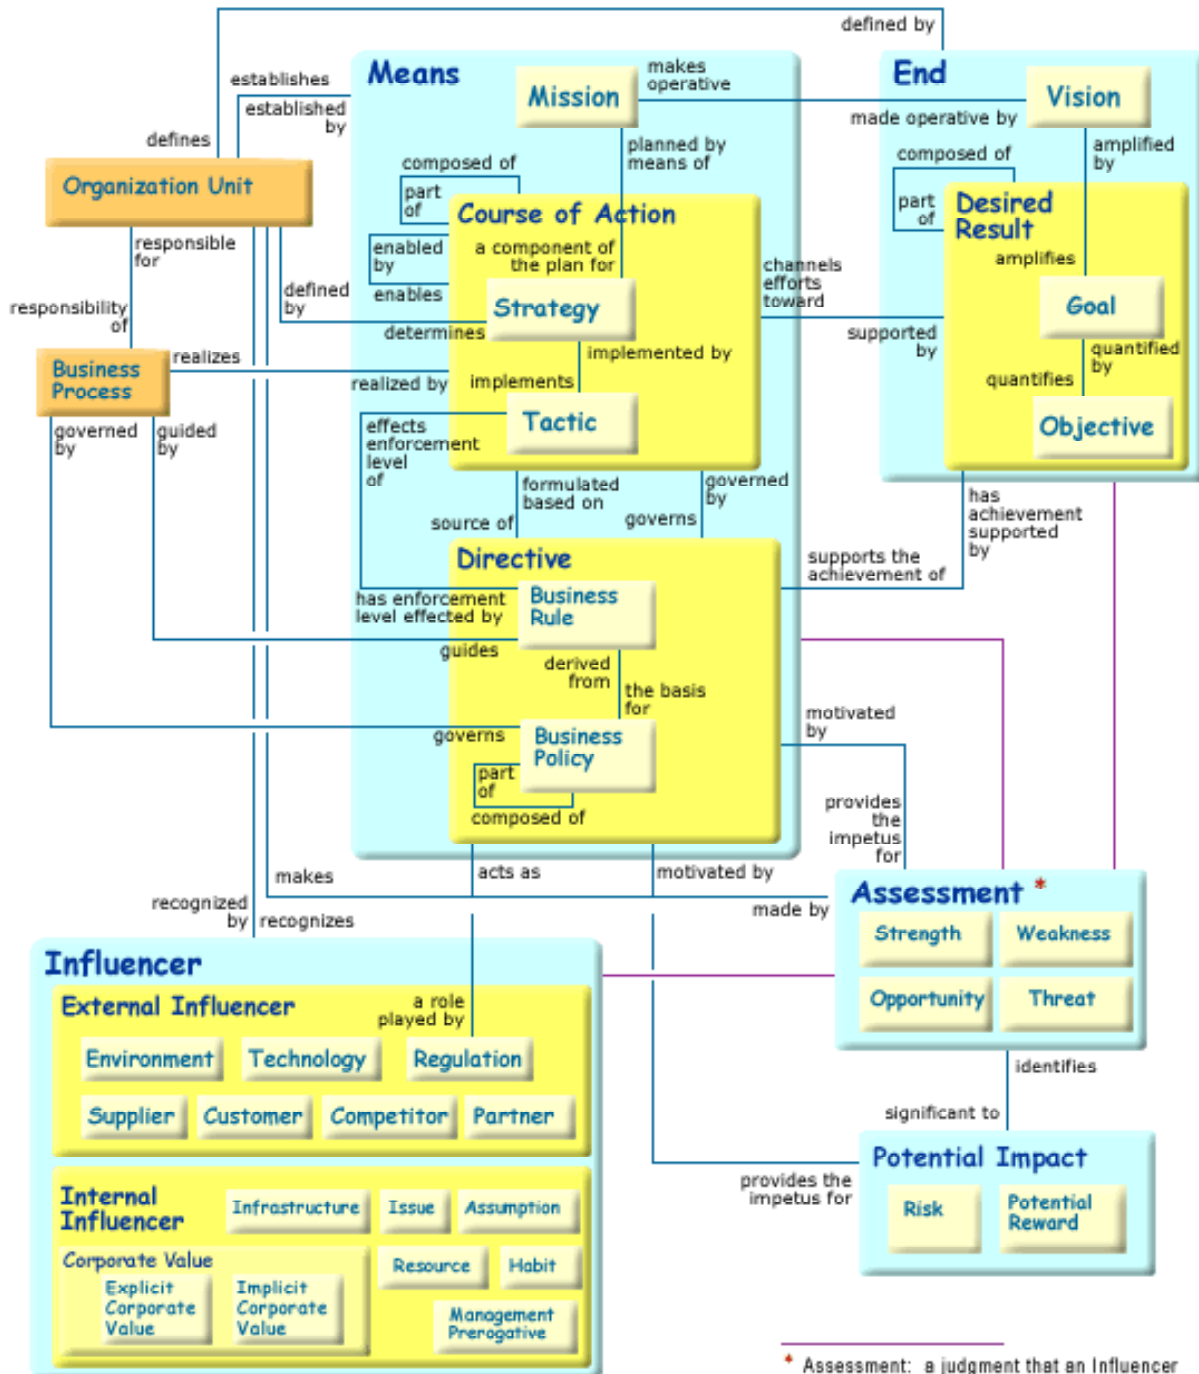 defined by
Means
makes
operative
End
Mission
Vision
establishes
established
by
made operative by
defines
planned by
means of
amplified
by
composed of
composed of
Organization Unit
part
of
Course of Action
part
of
Desired
Result
responsible
for
enabled
by
a component of
the plan for
amplifies
channels
efforts
toward
enables
defined
by
Strategy
Goal
responsibility
of
determines
supported
by
implemented by
quantified
by
Business
Process
realizes
realized by
implements
quantifies
governed
by
guided
by
effects
enforcement
level
of
Tactic
Objective
formulated
based on
governed
by
has
achievement
supported
by
source of
governs
Directive
supports the
achievement of
has enforcement
level effected by
Business
Rule
guides
derived
from
the basis
for
motivated
by
governs
Business
Policy
part
of
composed of
provides
the
impetus
for
acts as
motivated by
makes
made by
Assessment *
recognized
by
recognizes
Strength
Weakness
Influencer
External Influencer
a role
played by
Opportunity
Threat
Environment
Technology
Regulation
identifies
Supplier
Customer
Competitor
Partner
significant to
Potential Impact
provides the
impetus for
Internal
Influencer
Infrastructure
Issue
Assumption
Risk
Potential
Reward
Corporate Value
Resource
Habit
Explicit
Corporate
Value
Implicit
Corporate
Value
Management
Prerogative
* Assessment: a judgment that an Influencer